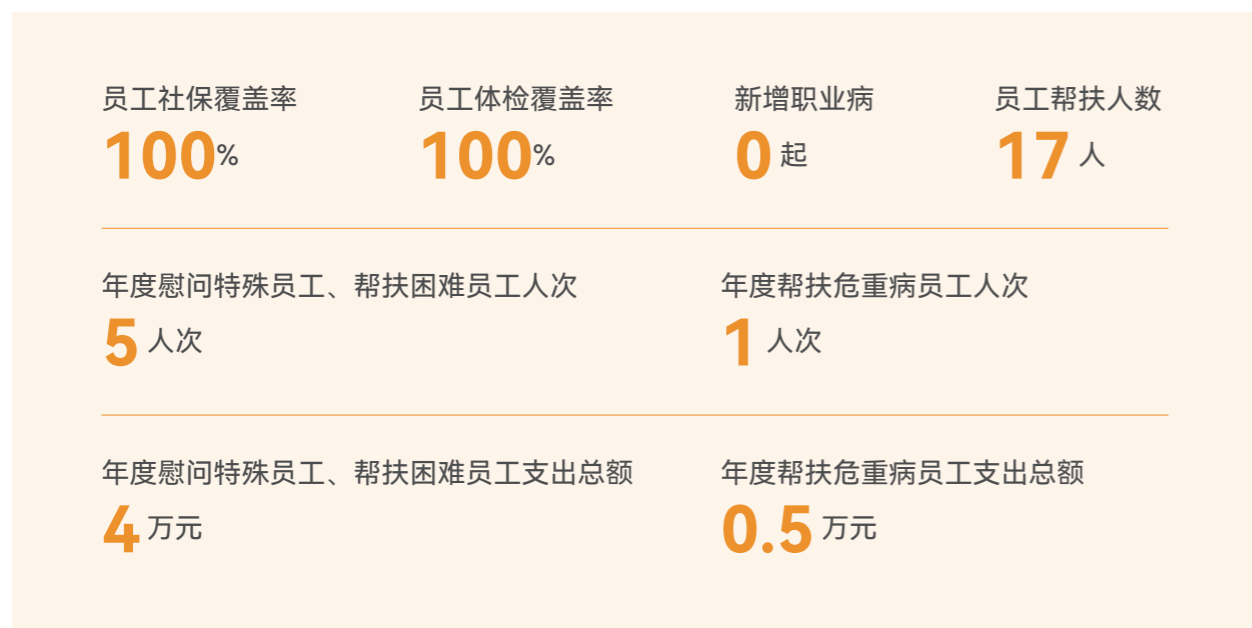 员工社保覆盖率 员工体检覆盖率 新增职业病 员工帮扶人数
100% 100% 0 起 17 人
年度慰问特殊员工、帮扶困难员工人次 年度帮扶危重病员工人次
5 人次 1 人次
年度慰问特殊员工、帮扶困难员工支出总额 年度帮扶危重病员工支出总额
4 万元 0.5 万元